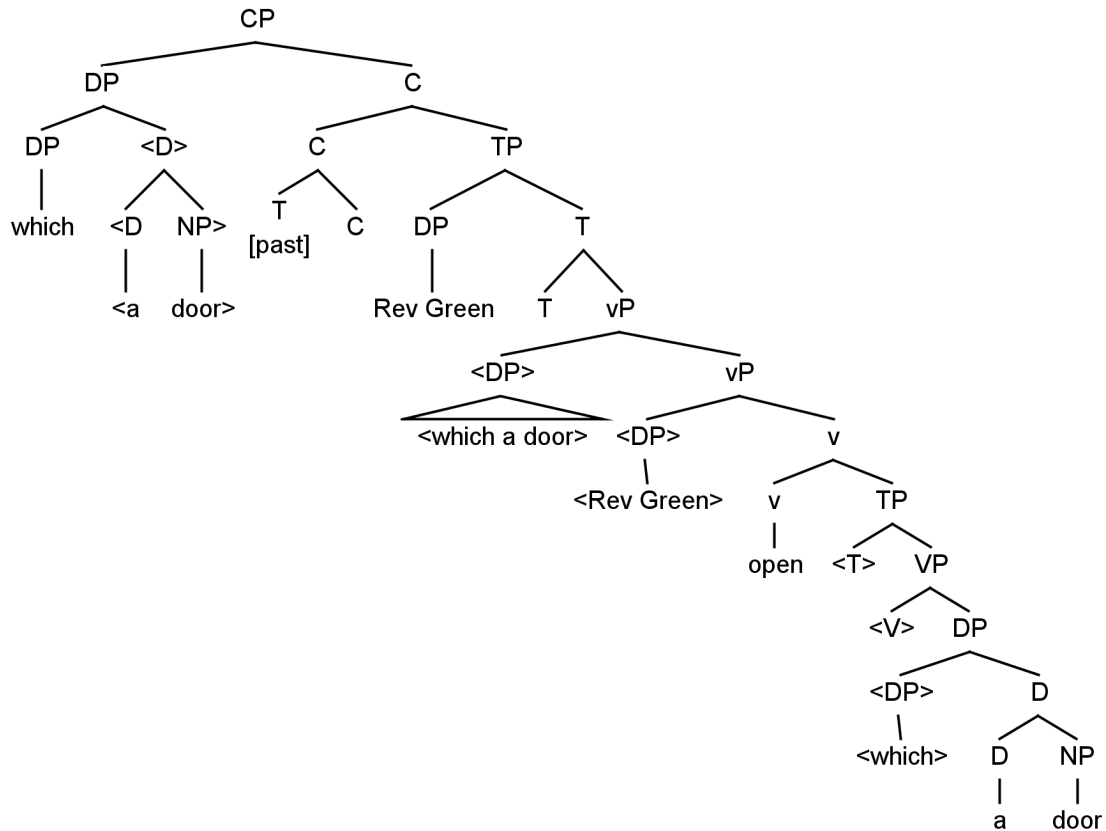 CP
DP C
DP <D> C TP
which <D NP> T C DP T
[past]
<a door> Rev Green T vP
<DP> vP
<which a door> <DP> v
<Rev Green> v TP
open <T> VP
<V> DP
<DP> D
<which> D NP
a door